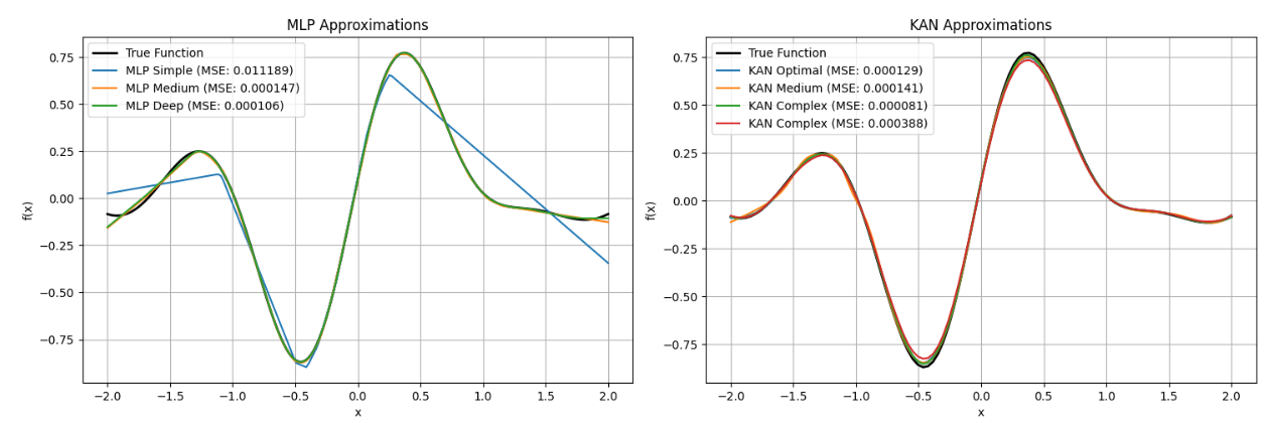 MLP Approximations
True Function
MLP Simple (MSE: 0.011189)
MLP Medium (MSE: 0.000147)
MLP Deep (MSE: 0.000106)
0.75
0.50
0.25
0.00
−0.25
−0.50
−0.75
f(x)
−2.0 −1.5 −1.0 −0.5 0.0 0.5 1.0 1.5 2.0
x
KAN Approximations
True Function
KAN Optimal (MSE: 0.000129)
KAN Medium (MSE: 0.000141)
KAN Complex (MSE: 0.000081)
KAN Complex (MSE: 0.000388)
0.75
0.50
0.25
0.00
−0.25
−0.50
−0.75
f(x)
−2.0 −1.5 −1.0 −0.5 0.0 0.5 1.0 1.5 2.0
x